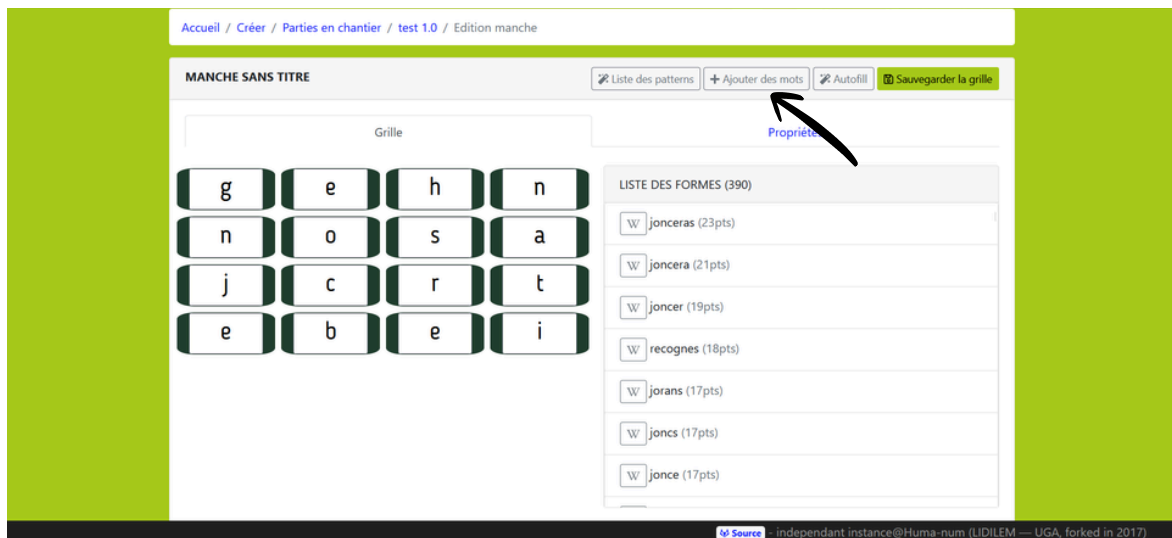 Accueil / Créer / Parties en chantier / test 1.0 / Edition manche
MANCHE SANS TITRE
Liste des patterns
Ajouter des mots
Autofill
Sauvegarder la grille
Grille
g e h n
n o s a
j c r t
e b e i
LISTE DES FORMES (390)
W jonceras (23pts)
W joncera (21pts)
W joncer (19pts)
W recognes (18pts)
W jorans (17pts)
W joncs (17pts)
W jonce (17pts)
Source - independant instance@Huma-num (LIDILEM — UGA, forked in 2017)